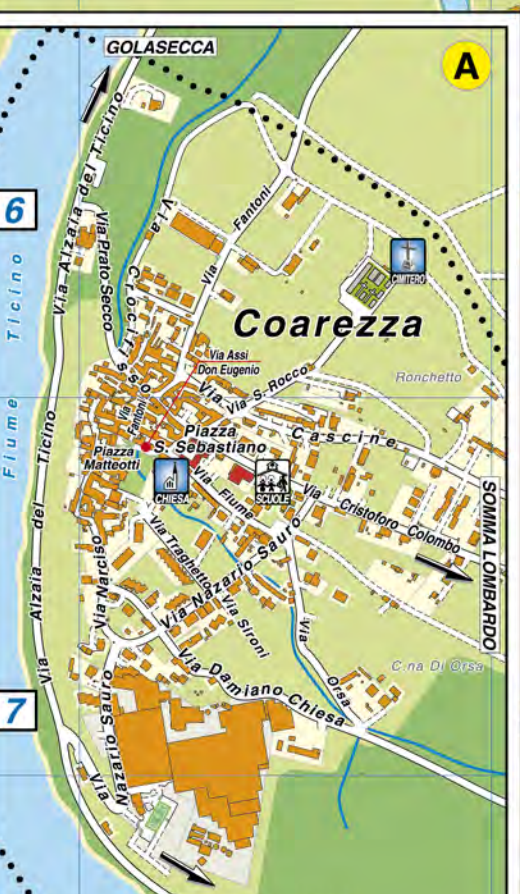 GOLASECCA
A
Via Alzaia del Ticino
6
Via Prato Secco
Via Crocifisso
Via Fantoni
CIMITERO
Fiume Ticino
Coarezza
Via Assi
Don Eugenio
Via S. Rocco
Ronchetto
Via Fantoni
Via Cascine
Piazza
S. Sebastiano
Piazza
Matteotti
CHIESA
SCUOLE
Via Fiume
Via Cristoforo Colombo
SOMMA LOMBARDO
Via Alzaia del Ticino
Via Narciso
Via Traghetto
Via Nazario Sauro
Via Sironi
Via Orsa
C.na Di Orsa
Via Damiano Chiesa
7
Via Nazario Sauro